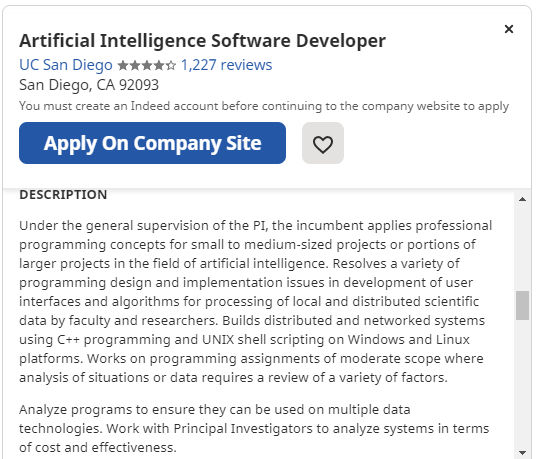 Artificial Intelligence Software Developer
UC San Diego ★★★★☆ 1,227 reviews
San Diego, CA 92093
You must create an Indeed account before continuing to the company website to apply
Apply On Company Site
DESCRIPTION
Under the general supervision of the PI, the incumbent applies professional
programming concepts for small to medium-sized projects or portions of
larger projects in the field of artificial intelligence. Resolves a variety of
programming design and implementation issues in development of user
interfaces and algorithms for processing of local and distributed scientific
data by faculty and researchers. Builds distributed and networked systems
using C++ programming and UNIX shell scripting on Windows and Linux
platforms. Works on programming assignments of moderate scope where
analysis of situations or data requires a review of a variety of factors.
Analyze programs to ensure they can be used on multiple data
technologies. Work with Principal Investigators to analyze systems in terms
of cost and effectiveness.